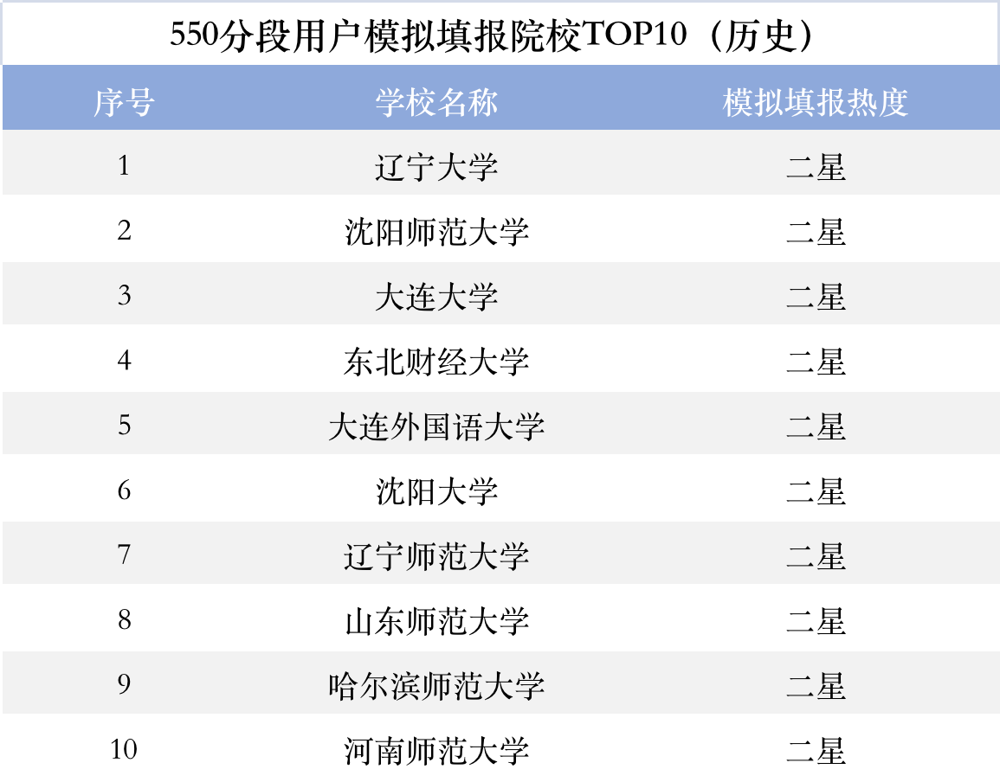 550分段用户模拟填报院校TOP10（历史）
序号 学校名称 模拟填报热度
1 辽宁大学 二星
2 沈阳师范大学 二星
3 大连大学 二星
4 东北财经大学 二星
5 大连外国语大学 二星
6 沈阳大学 二星
7 辽宁师范大学 二星
8 山东师范大学 二星
9 哈尔滨师范大学 二星
10 河南师范大学 二星